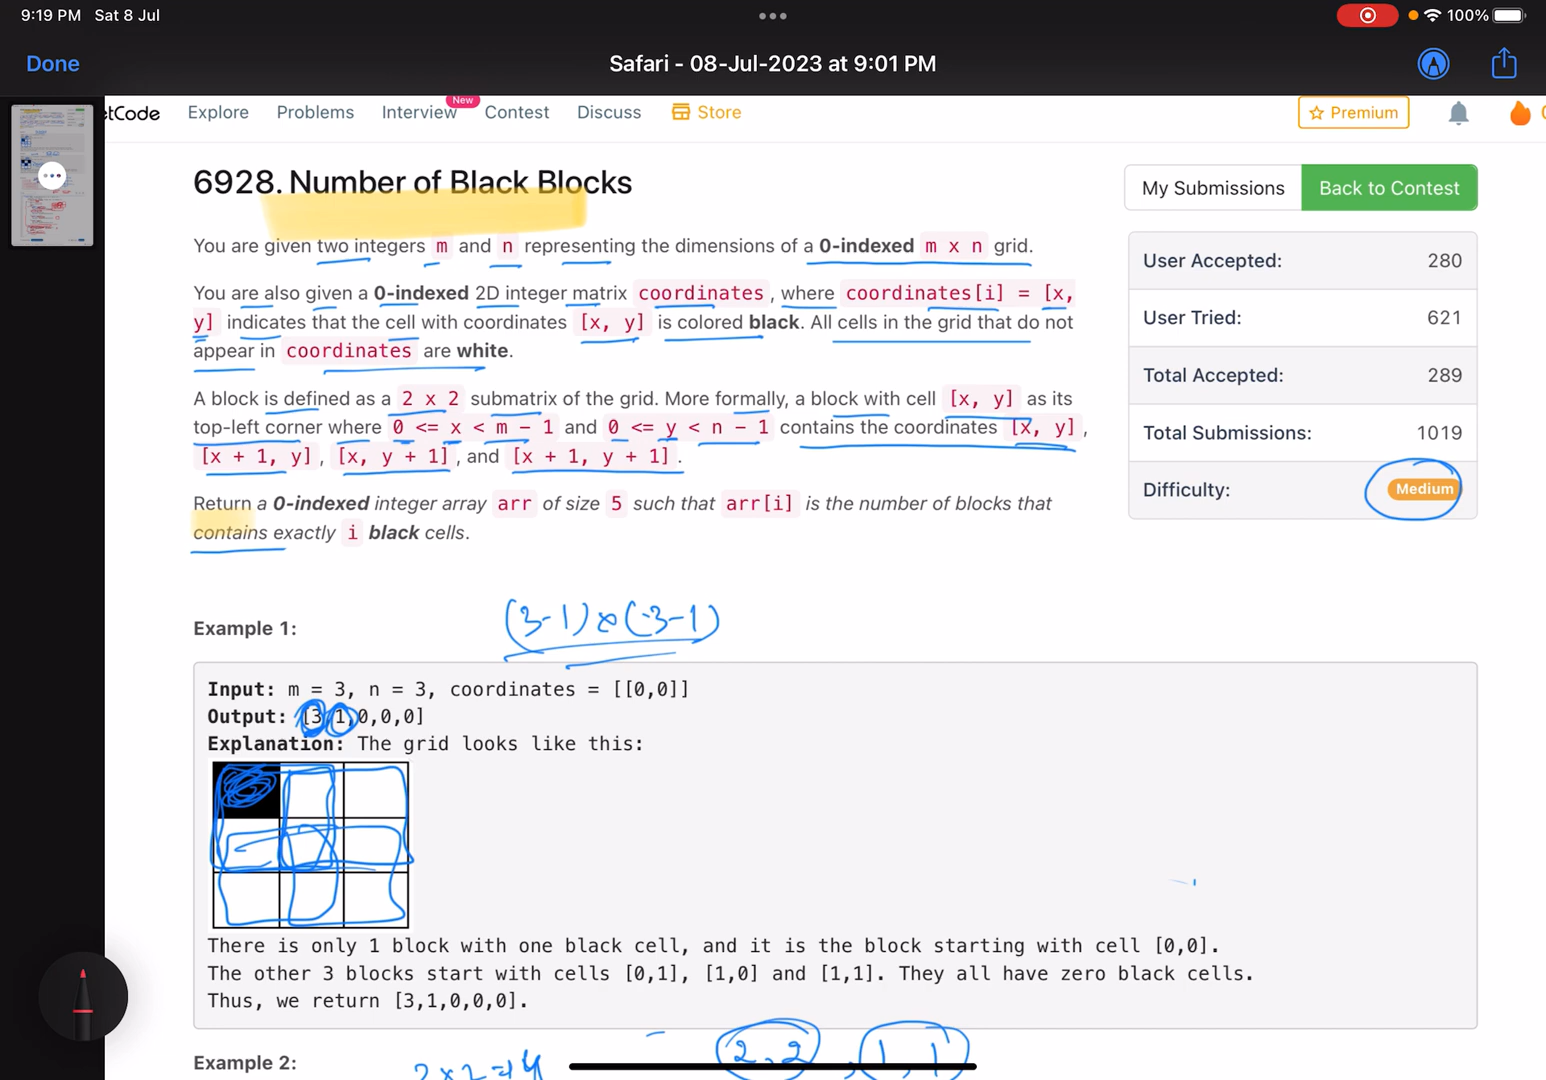 9:19 PM Sat 8 Jul
100%
Done
Safari - 08-Jul-2023 at 9:01 PM
etCode Explore Problems Interview New Contest Discuss Store Premium
6928. Number of Black Blocks
My Submissions Back to Contest
You are given two integers m and n representing the dimensions of a 0-indexed m x n grid.
You are also given a 0-indexed 2D integer matrix coordinates, where coordinates[i] = [x,
y] indicates that the cell with coordinates [x, y] is colored black. All cells in the grid that do not
appear in coordinates are white.
A block is defined as a 2 x 2 submatrix of the grid. More formally, a block with cell [x, y] as its
top-left corner where 0 <= x < m - 1 and 0 <= y < n - 1 contains the coordinates [x, y],
[x + 1, y], [x, y + 1], and [x + 1, y + 1].
Return a 0-indexed integer array arr of size 5 such that arr[i] is the number of blocks that
contains exactly i black cells.
User Accepted: 280
User Tried: 621
Total Accepted: 289
Total Submissions: 1019
Difficulty: Medium
(3-1)x(3-1)
Example 1:
Input: m = 3, n = 3, coordinates = [[0,0]]
Output: [3,1,0,0,0]
Explanation: The grid looks like this:
There is only 1 block with one black cell, and it is the block starting with cell [0,0].
The other 3 blocks start with cells [0,1], [1,0] and [1,1]. They all have zero black cells.
Thus, we return [3,1,0,0,0].
2,2 , 1,1
Example 2: